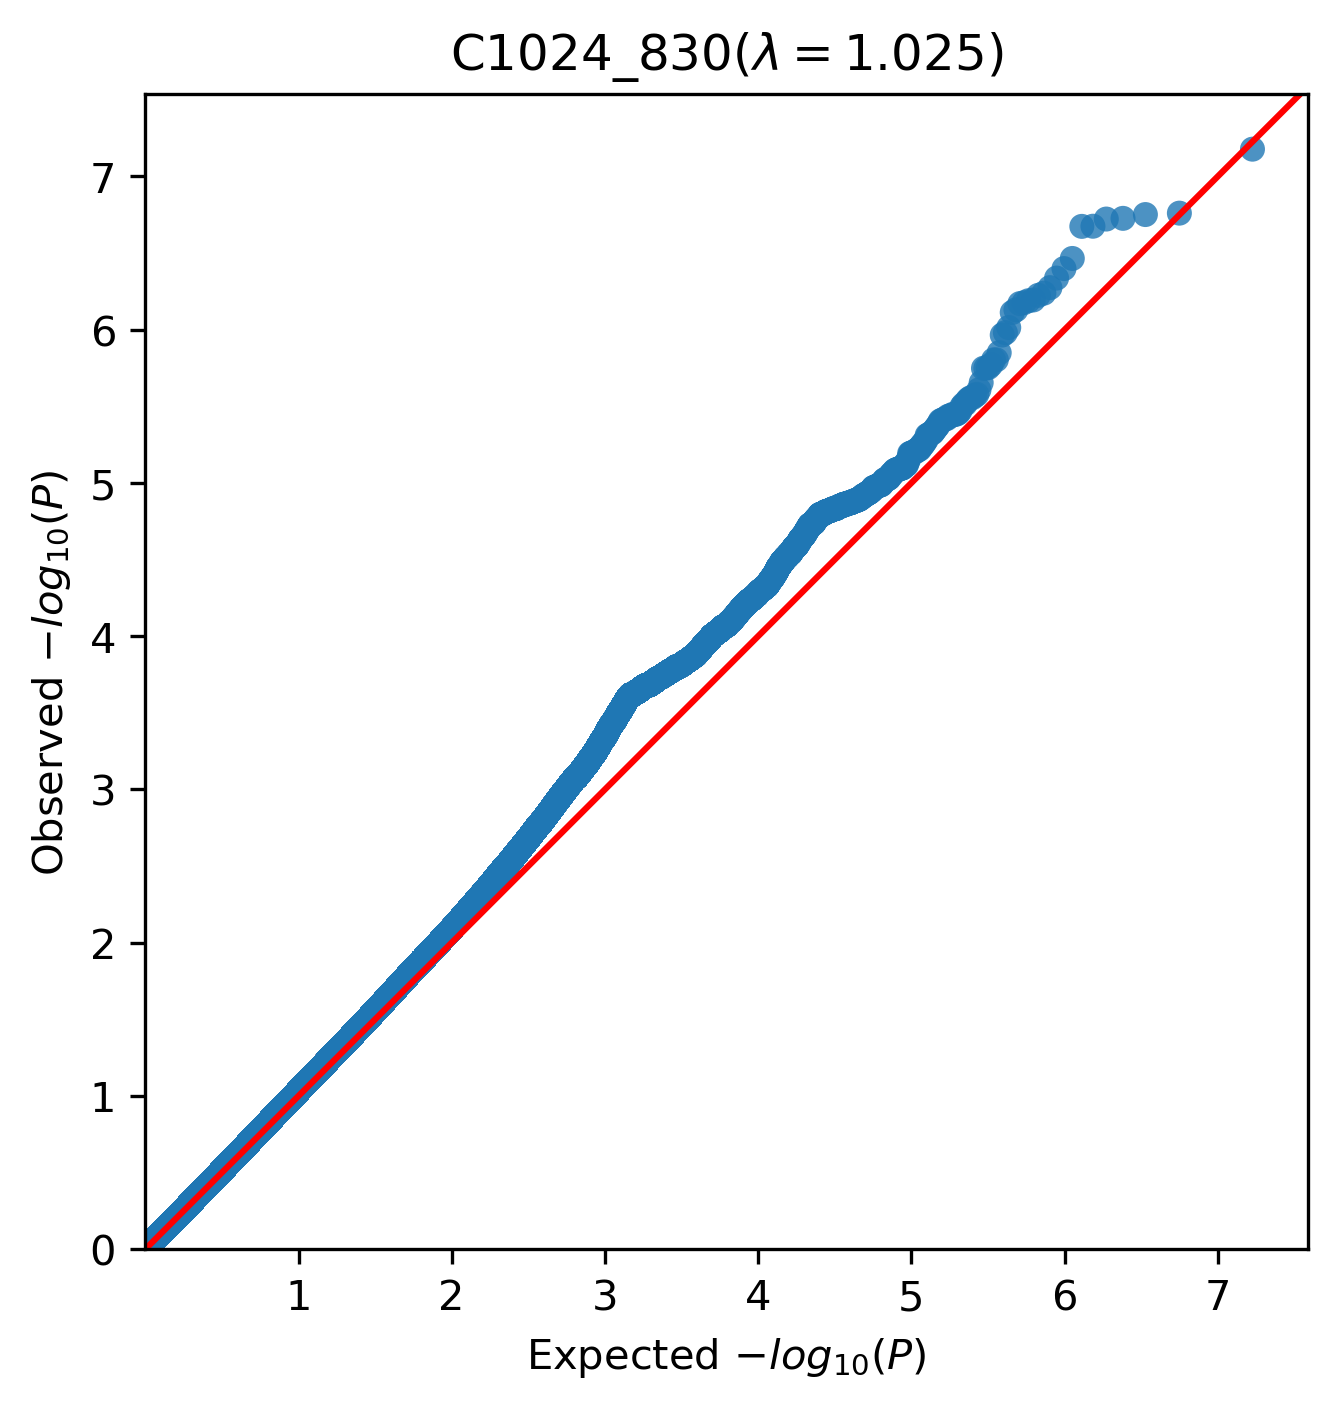 C1024_830(λ = 1.025)
7
6
5
4
3
2
1
0
Observed −log₁₀(P)
1 2 3 4 5 6 7
Expected −log₁₀(P)